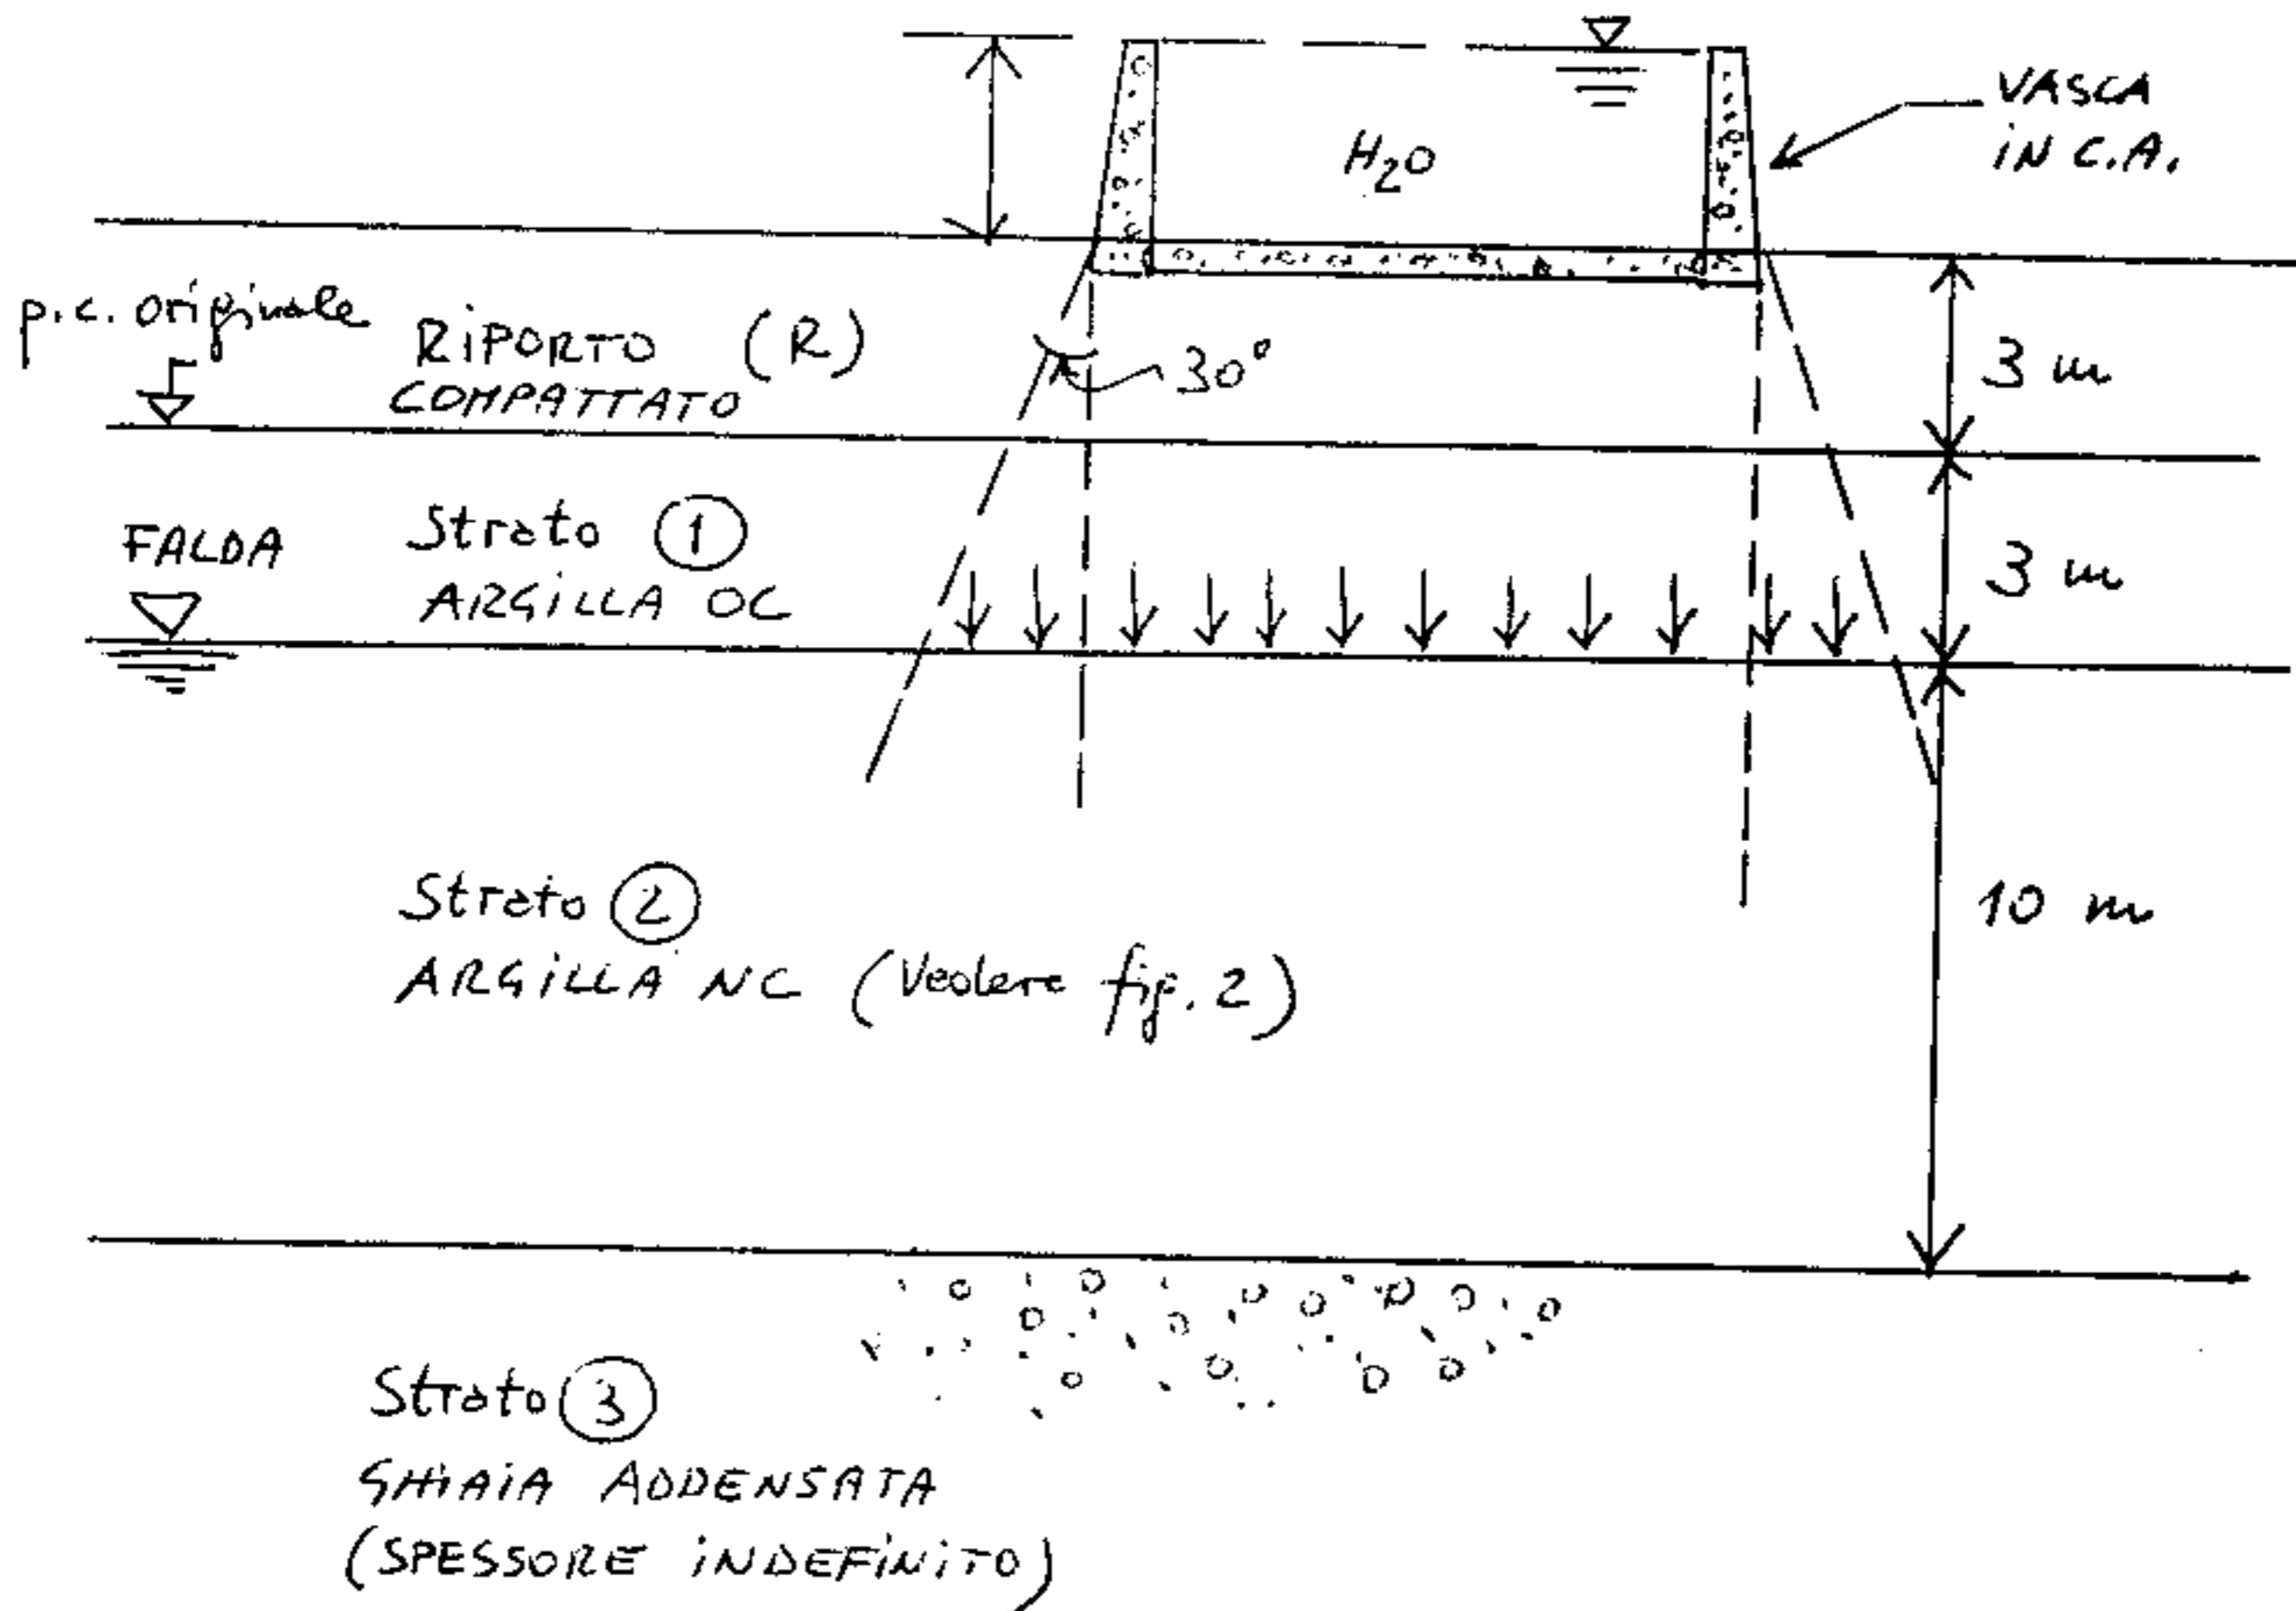 VASCA
IN C.A.
H2O
p.c. originale
RIPORTO (R)
COMPATTATO
30°
3 m
FALDA
Strato 1
ARGILLA OC
3 m
Strato 2
ARGILLA NC (Vedere fig. 2)
10 m
Strato 3
GHIAIA ADDENSATA
(SPESSORE INDEFINITO)